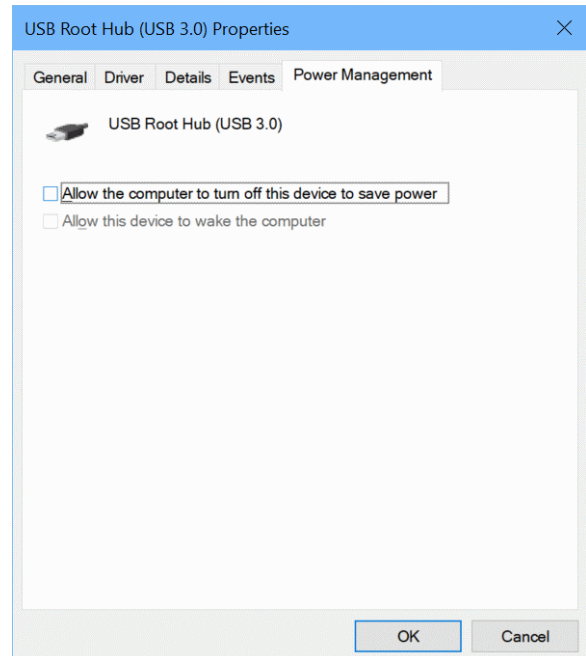 USB Root Hub (USB 3.0) Properties
General Driver Details Events Power Management
USB Root Hub (USB 3.0)
Allow the computer to turn off this device to save power
Allow this device to wake the computer
OK Cancel